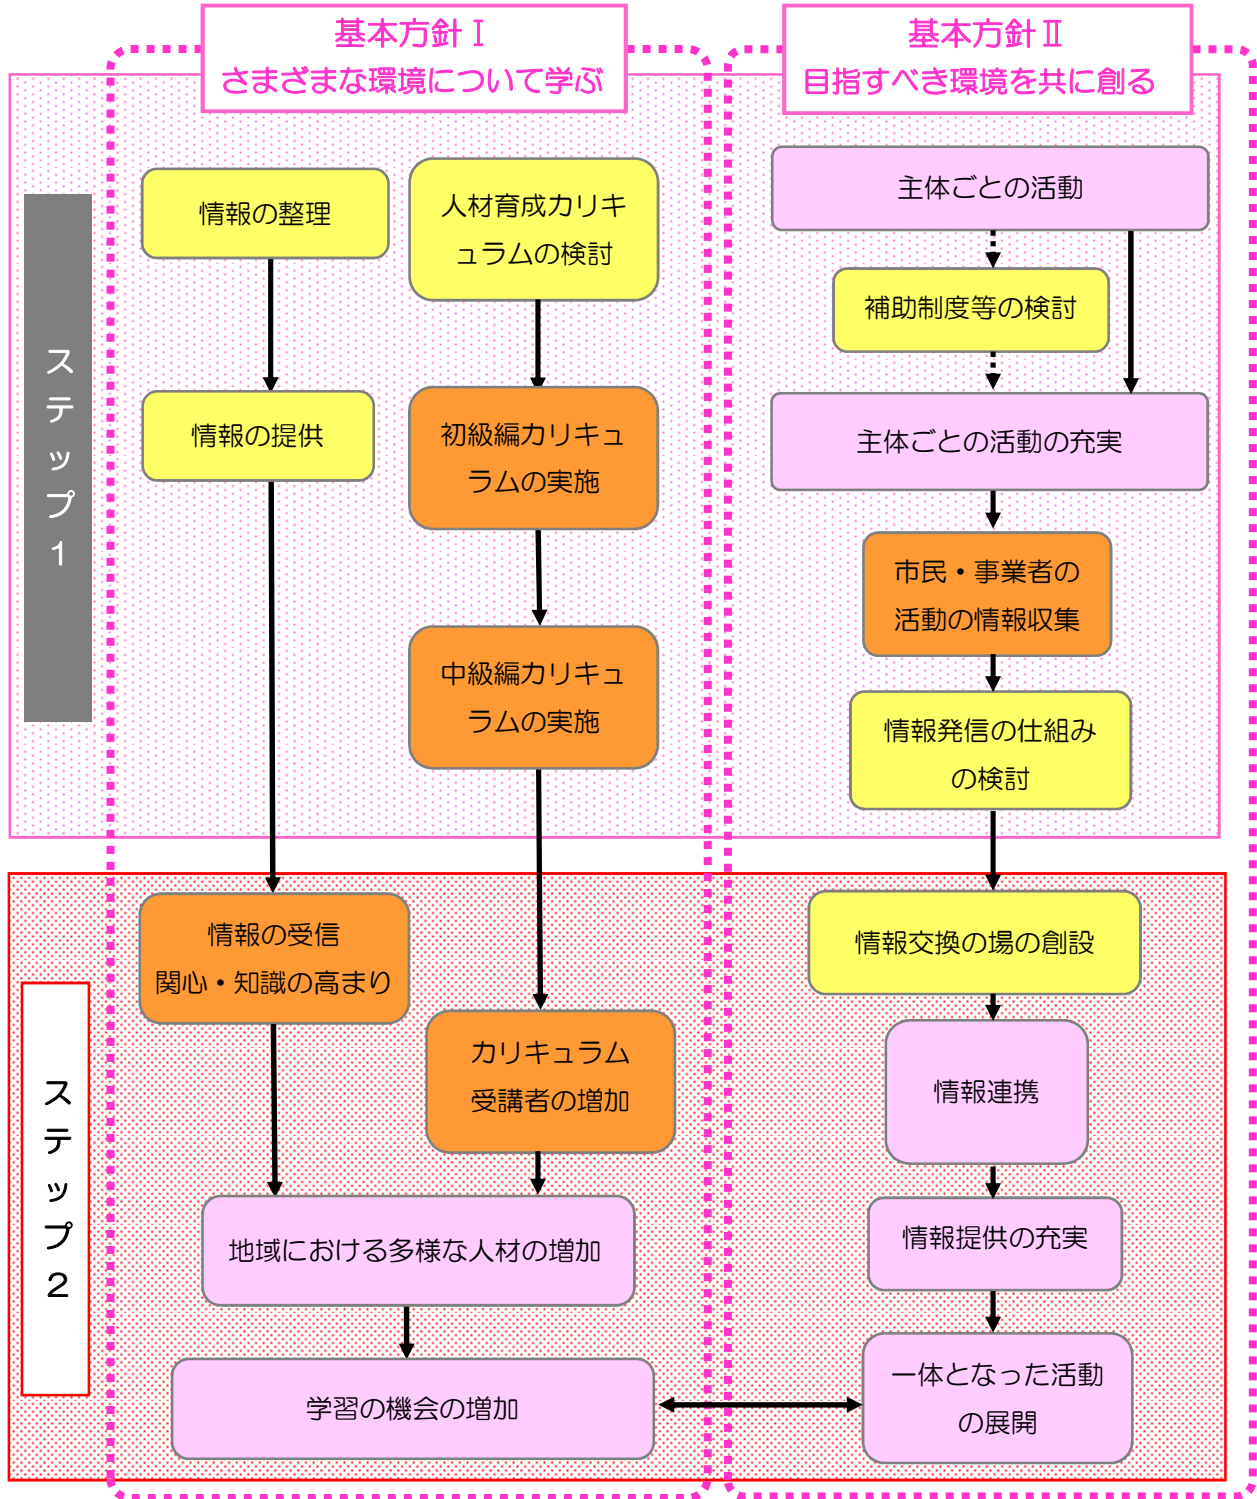 基本方針Ⅰ
さまざまな環境について学ぶ
基本方針Ⅱ
目指すべき環境を共に創る
ステップ1
情報の整理
情報の提供
人材育成カリキ
ュラムの検討
初級編カリキュ
ラムの実施
中級編カリキュ
ラムの実施
主体ごとの活動
補助制度等の検討
主体ごとの活動の充実
市民・事業者の
活動の情報収集
情報発信の仕組み
の検討
ステップ2
情報の受信
関心・知識の高まり
カリキュラム
受講者の増加
地域における多様な人材の増加
学習の機会の増加
情報交換の場の創設
情報連携
情報提供の充実
一体となった活動
の展開